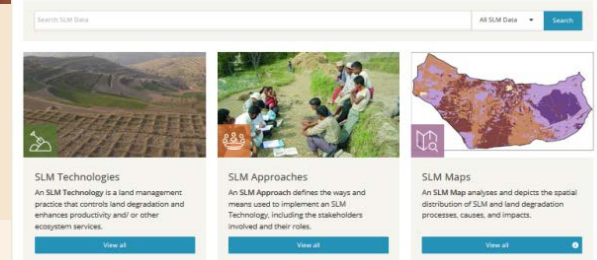 Search SLM Data
All SLM Data
Search
SLM Technologies
An SLM Technology is a land management
practice that controls land degradation and
enhances productivity and/ or other
ecosystem services.
View all
SLM Approaches
An SLM Approach defines the ways and
means used to implement an SLM
Technology, including the stakeholders
involved and their roles.
View all
SLM Maps
An SLM Map analyses and depicts the spatial
distribution of SLM and land degradation
processes, causes, and impacts.
View all